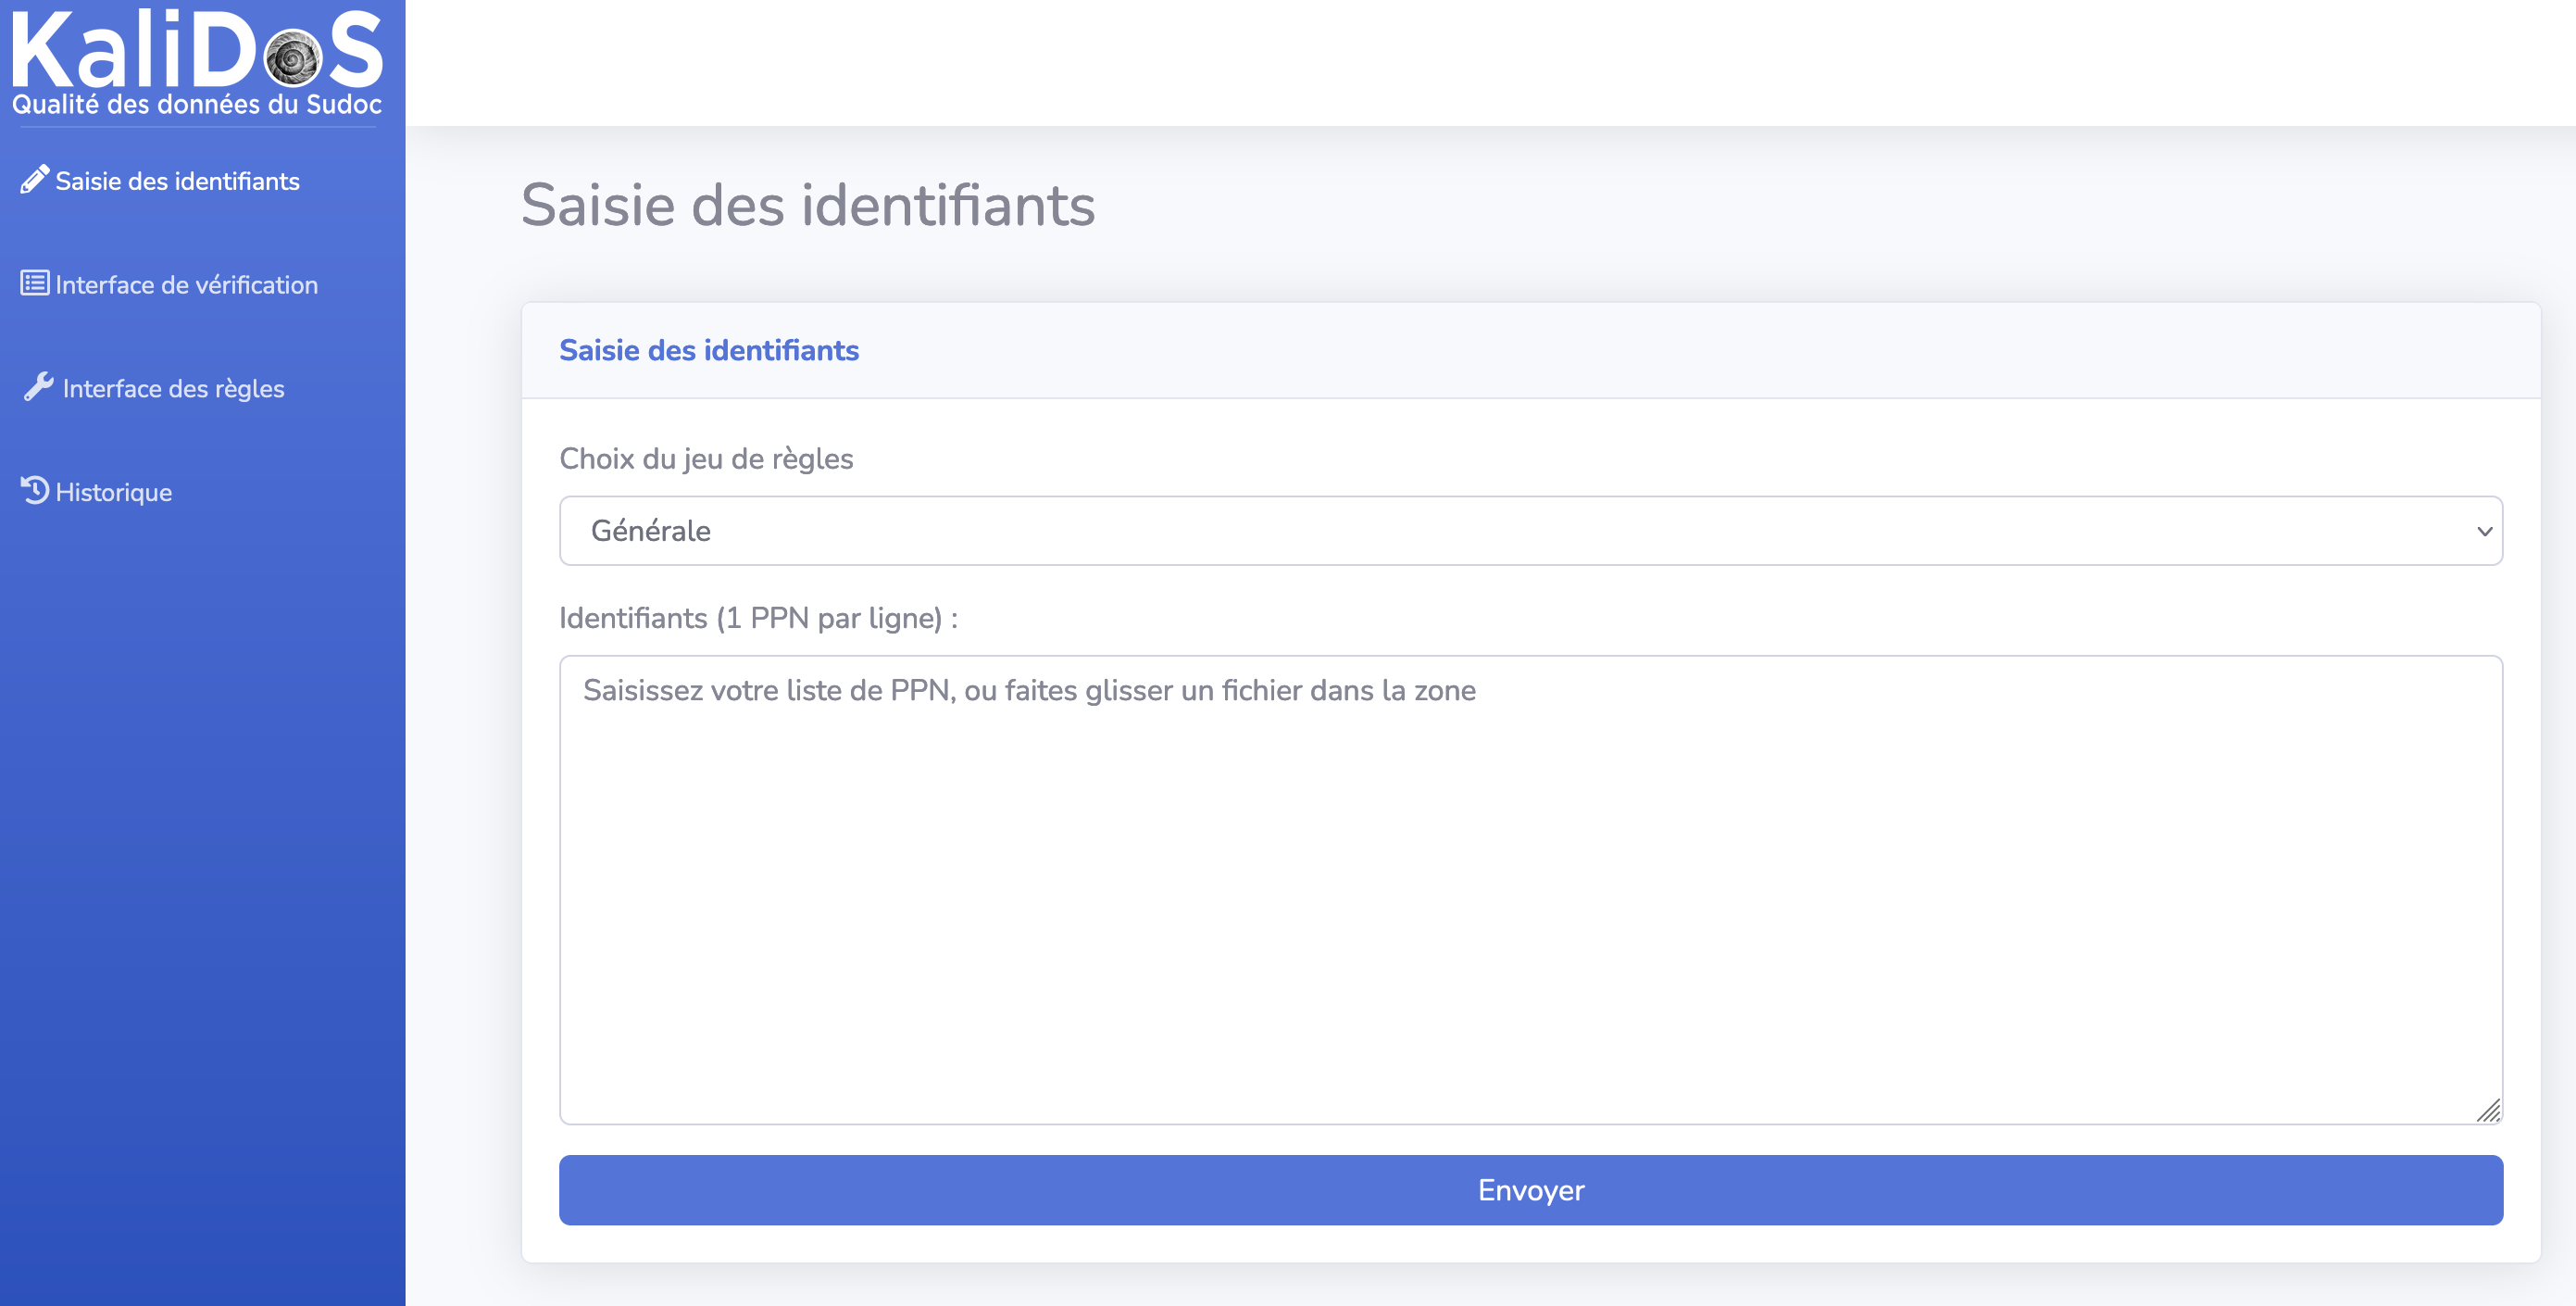 KaliDoS
Qualité des données du Sudoc
Saisie des identifiants
Interface de vérification
Interface des règles
Historique
Saisie des identifiants
Saisie des identifiants
Choix du jeu de règles
Générale
Identifiants (1 PPN par ligne) :
Saisissez votre liste de PPN, ou faites glisser un fichier dans la zone
Envoyer